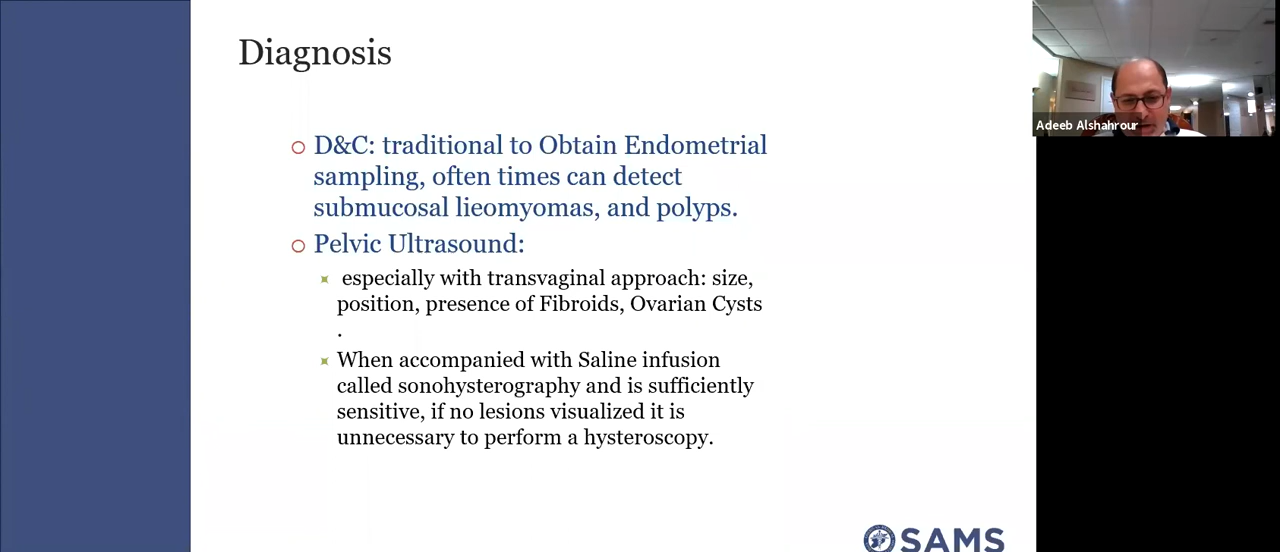 Diagnosis
D&C: traditional to Obtain Endometrial
sampling, often times can detect
submucosal lieomyomas, and polyps.
Pelvic Ultrasound:
especially with transvaginal approach: size,
position, presence of Fibroids, Ovarian Cysts
.
When accompanied with Saline infusion
called sonohysterography and is sufficiently
sensitive, if no lesions visualized it is
unnecessary to perform a hysteroscopy.
SAMS
Adeeb Alshahrour